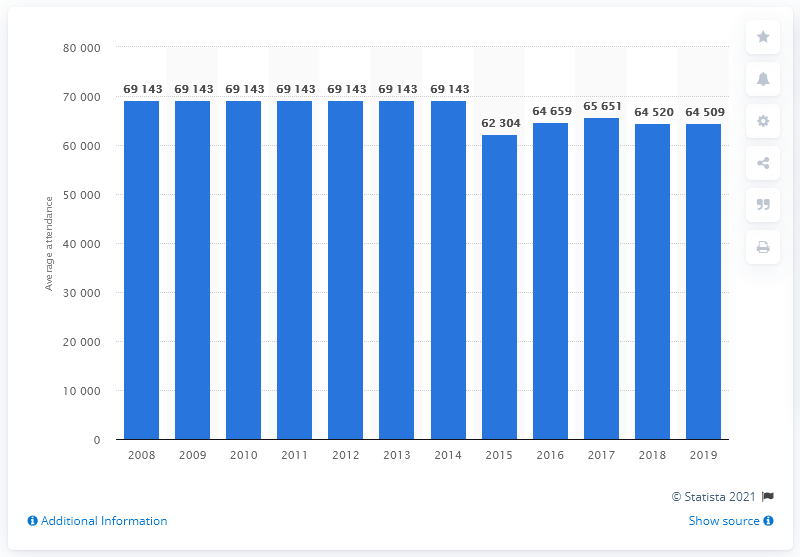 80 000
69 143 69 143 69 143 69 143 69 143 69 143 69 143
70 000
65 651
64 659 64 520 64 509
62 304
60 000
50 000
Average attendance
40 000
30 000
20 000
10 000
0
2008 2009 2010 2011 2012 2013 2014 2015 2016 2017 2018 2019
© Statista 2021
Additional Information
Show source